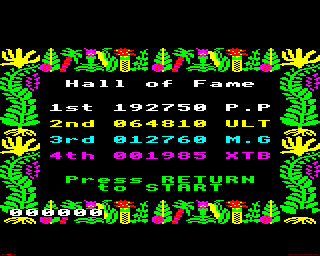 Hall of Fame
1st 192750 P.P
2nd 064810 ULT
3rd 012760 M.G
4th 001985 XTB
Press RETURN
to START
000000